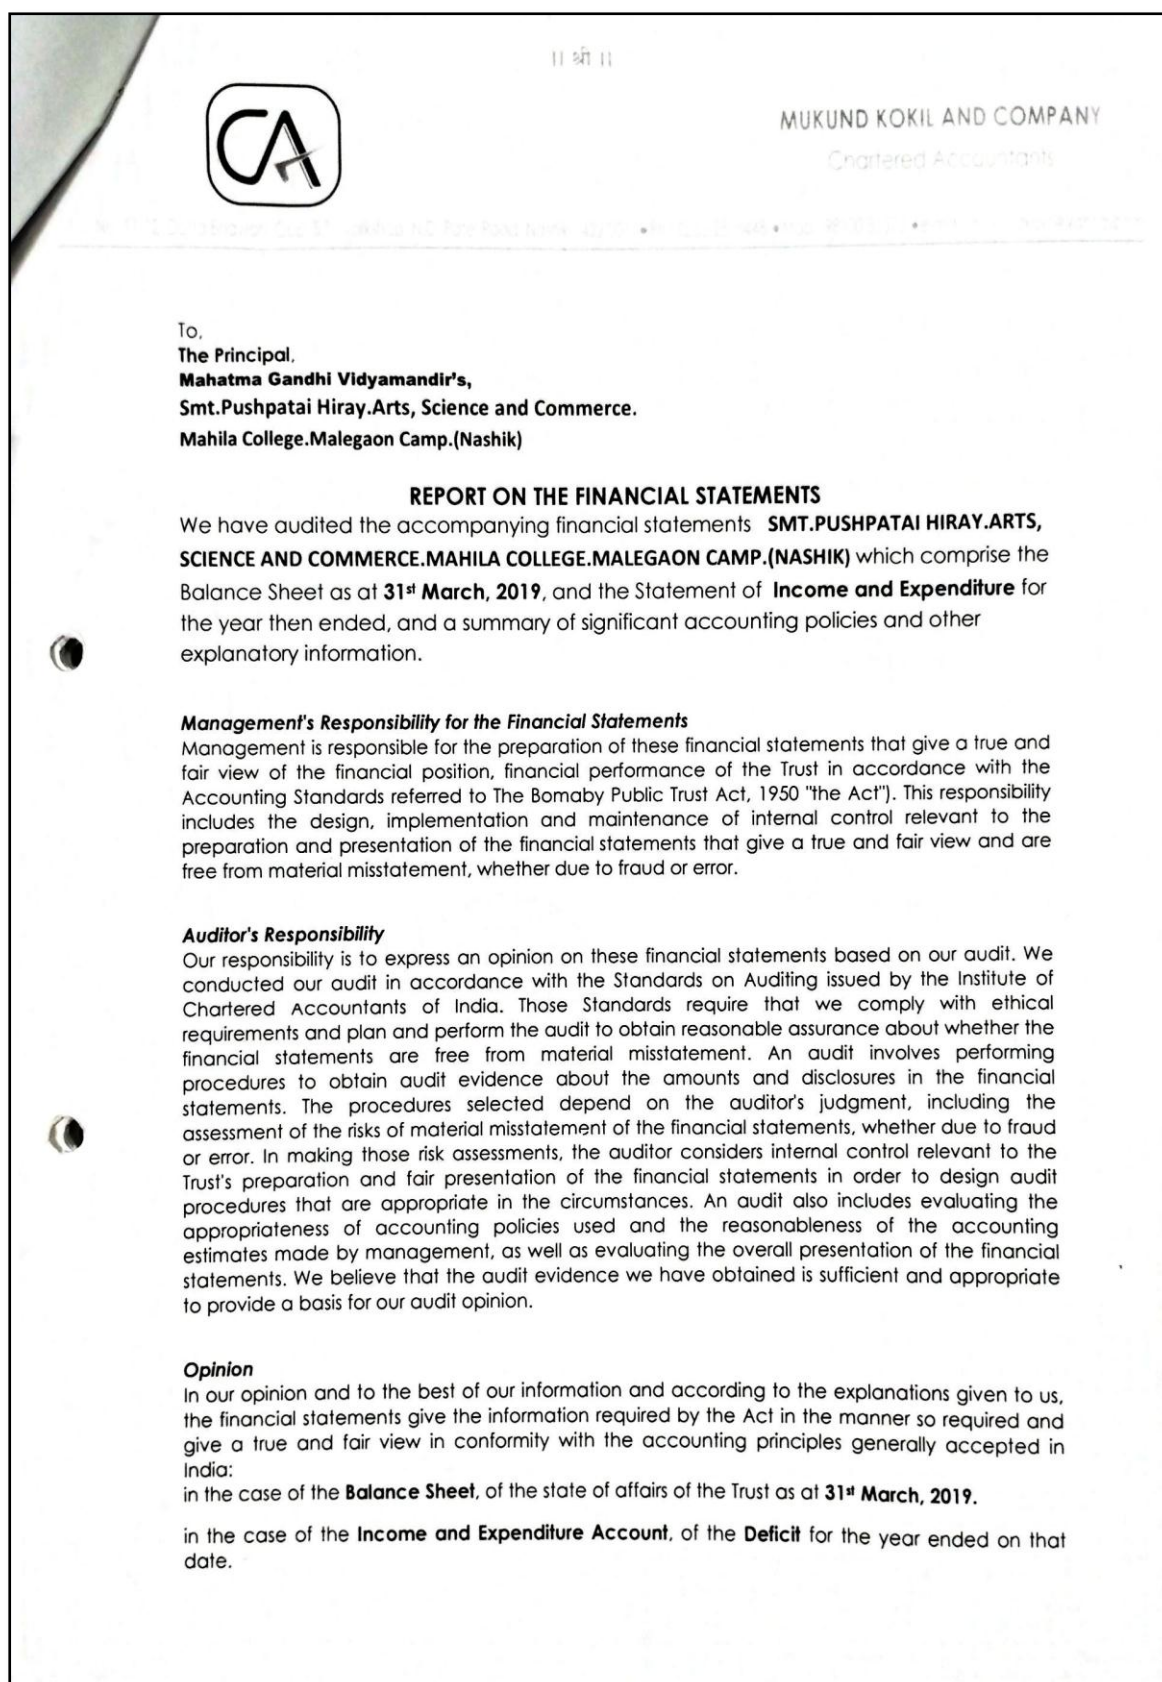 || श्री ||
CA
MUKUND KOKIL AND COMPANY
Chartered Accountants
To,
The Principal,
Mahatma Gandhi Vidyamandir's,
Smt.Pushpatai Hiray.Arts, Science and Commerce.
Mahila College.Malegaon Camp.(Nashik)
REPORT ON THE FINANCIAL STATEMENTS
We have audited the accompanying financial statements SMT.PUSHPATAI HIRAY.ARTS,
SCIENCE AND COMMERCE.MAHILA COLLEGE.MALEGAON CAMP.(NASHIK) which comprise the
Balance Sheet as at 31st March, 2019, and the Statement of Income and Expenditure for
the year then ended, and a summary of significant accounting policies and other
explanatory information.
Management's Responsibility for the Financial Statements
Management is responsible for the preparation of these financial statements that give a true and
fair view of the financial position, financial performance of the Trust in accordance with the
Accounting Standards referred to The Bomaby Public Trust Act, 1950 "the Act"). This responsibility
includes the design, implementation and maintenance of internal control relevant to the
preparation and presentation of the financial statements that give a true and fair view and are
free from material misstatement, whether due to fraud or error.
Auditor's Responsibility
Our responsibility is to express an opinion on these financial statements based on our audit. We
conducted our audit in accordance with the Standards on Auditing issued by the Institute of
Chartered Accountants of India. Those Standards require that we comply with ethical
requirements and plan and perform the audit to obtain reasonable assurance about whether the
financial statements are free from material misstatement. An audit involves performing
procedures to obtain audit evidence about the amounts and disclosures in the financial
statements. The procedures selected depend on the auditor's judgment, including the
assessment of the risks of material misstatement of the financial statements, whether due to fraud
or error. In making those risk assessments, the auditor considers internal control relevant to the
Trust's preparation and fair presentation of the financial statements in order to design audit
procedures that are appropriate in the circumstances. An audit also includes evaluating the
appropriateness of accounting policies used and the reasonableness of the accounting
estimates made by management, as well as evaluating the overall presentation of the financial
statements. We believe that the audit evidence we have obtained is sufficient and appropriate
to provide a basis for our audit opinion.
Opinion
In our opinion and to the best of our information and according to the explanations given to us,
the financial statements give the information required by the Act in the manner so required and
give a true and fair view in conformity with the accounting principles generally accepted in
India:
in the case of the Balance Sheet, of the state of affairs of the Trust as at 31st March, 2019.
in the case of the Income and Expenditure Account, of the Deficit for the year ended on that
date.